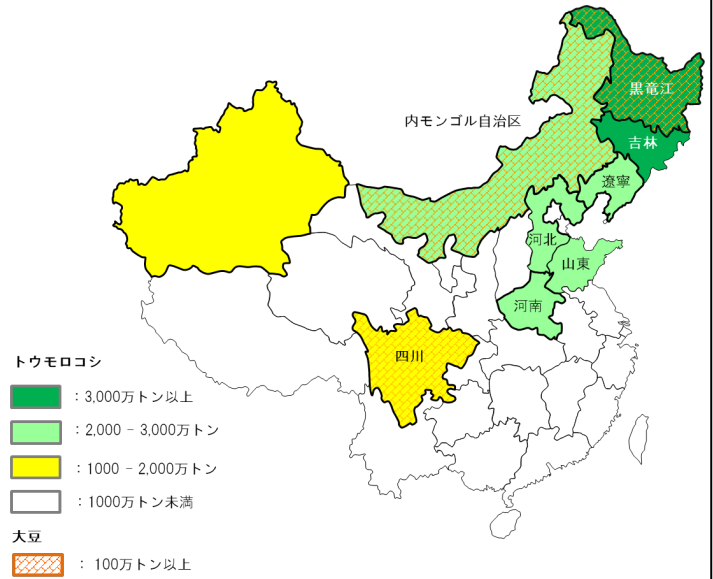 黒竜江
内モンゴル自治区
吉林
遼寧
河北
山東
河南
四川
トウモロコシ
：3,000万トン以上
：2,000 – 3,000万トン
：1000 – 2,000万トン
：1000万トン未満
大豆
： 100万トン以上